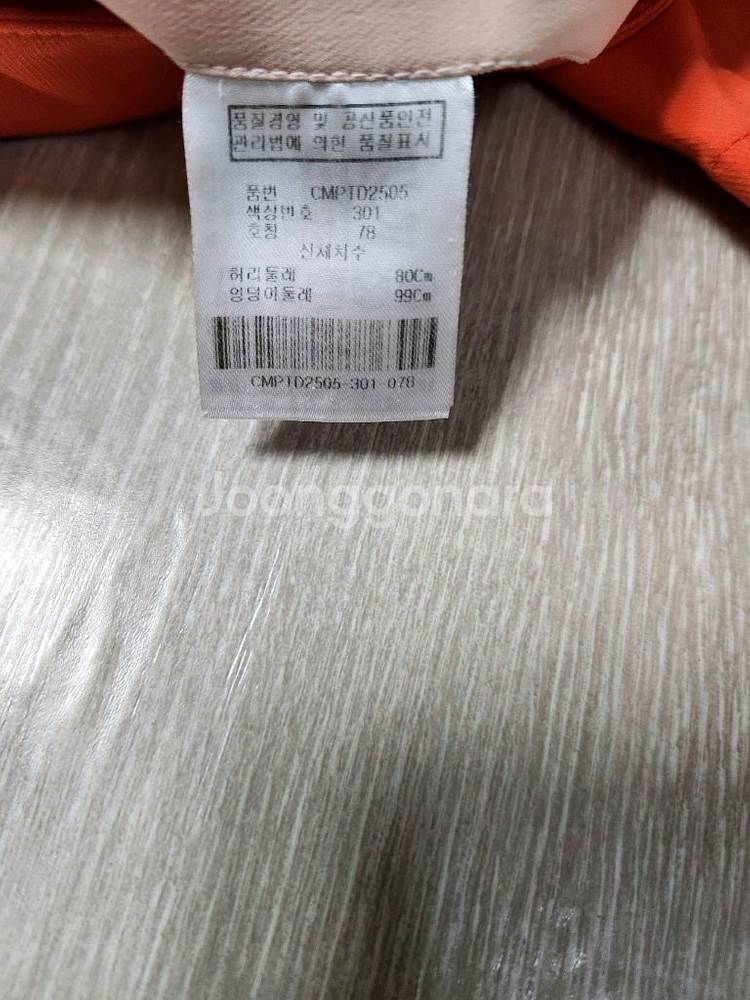 품질경영 및 공산품안전
관리법에 의한 품질표시
품번 CMPTD2505
색상번호 301
호칭 78
신체치수
허리둘레 80Cm
엉덩이둘레 99Cm
CMPTD2505-301-078
Joonggonara